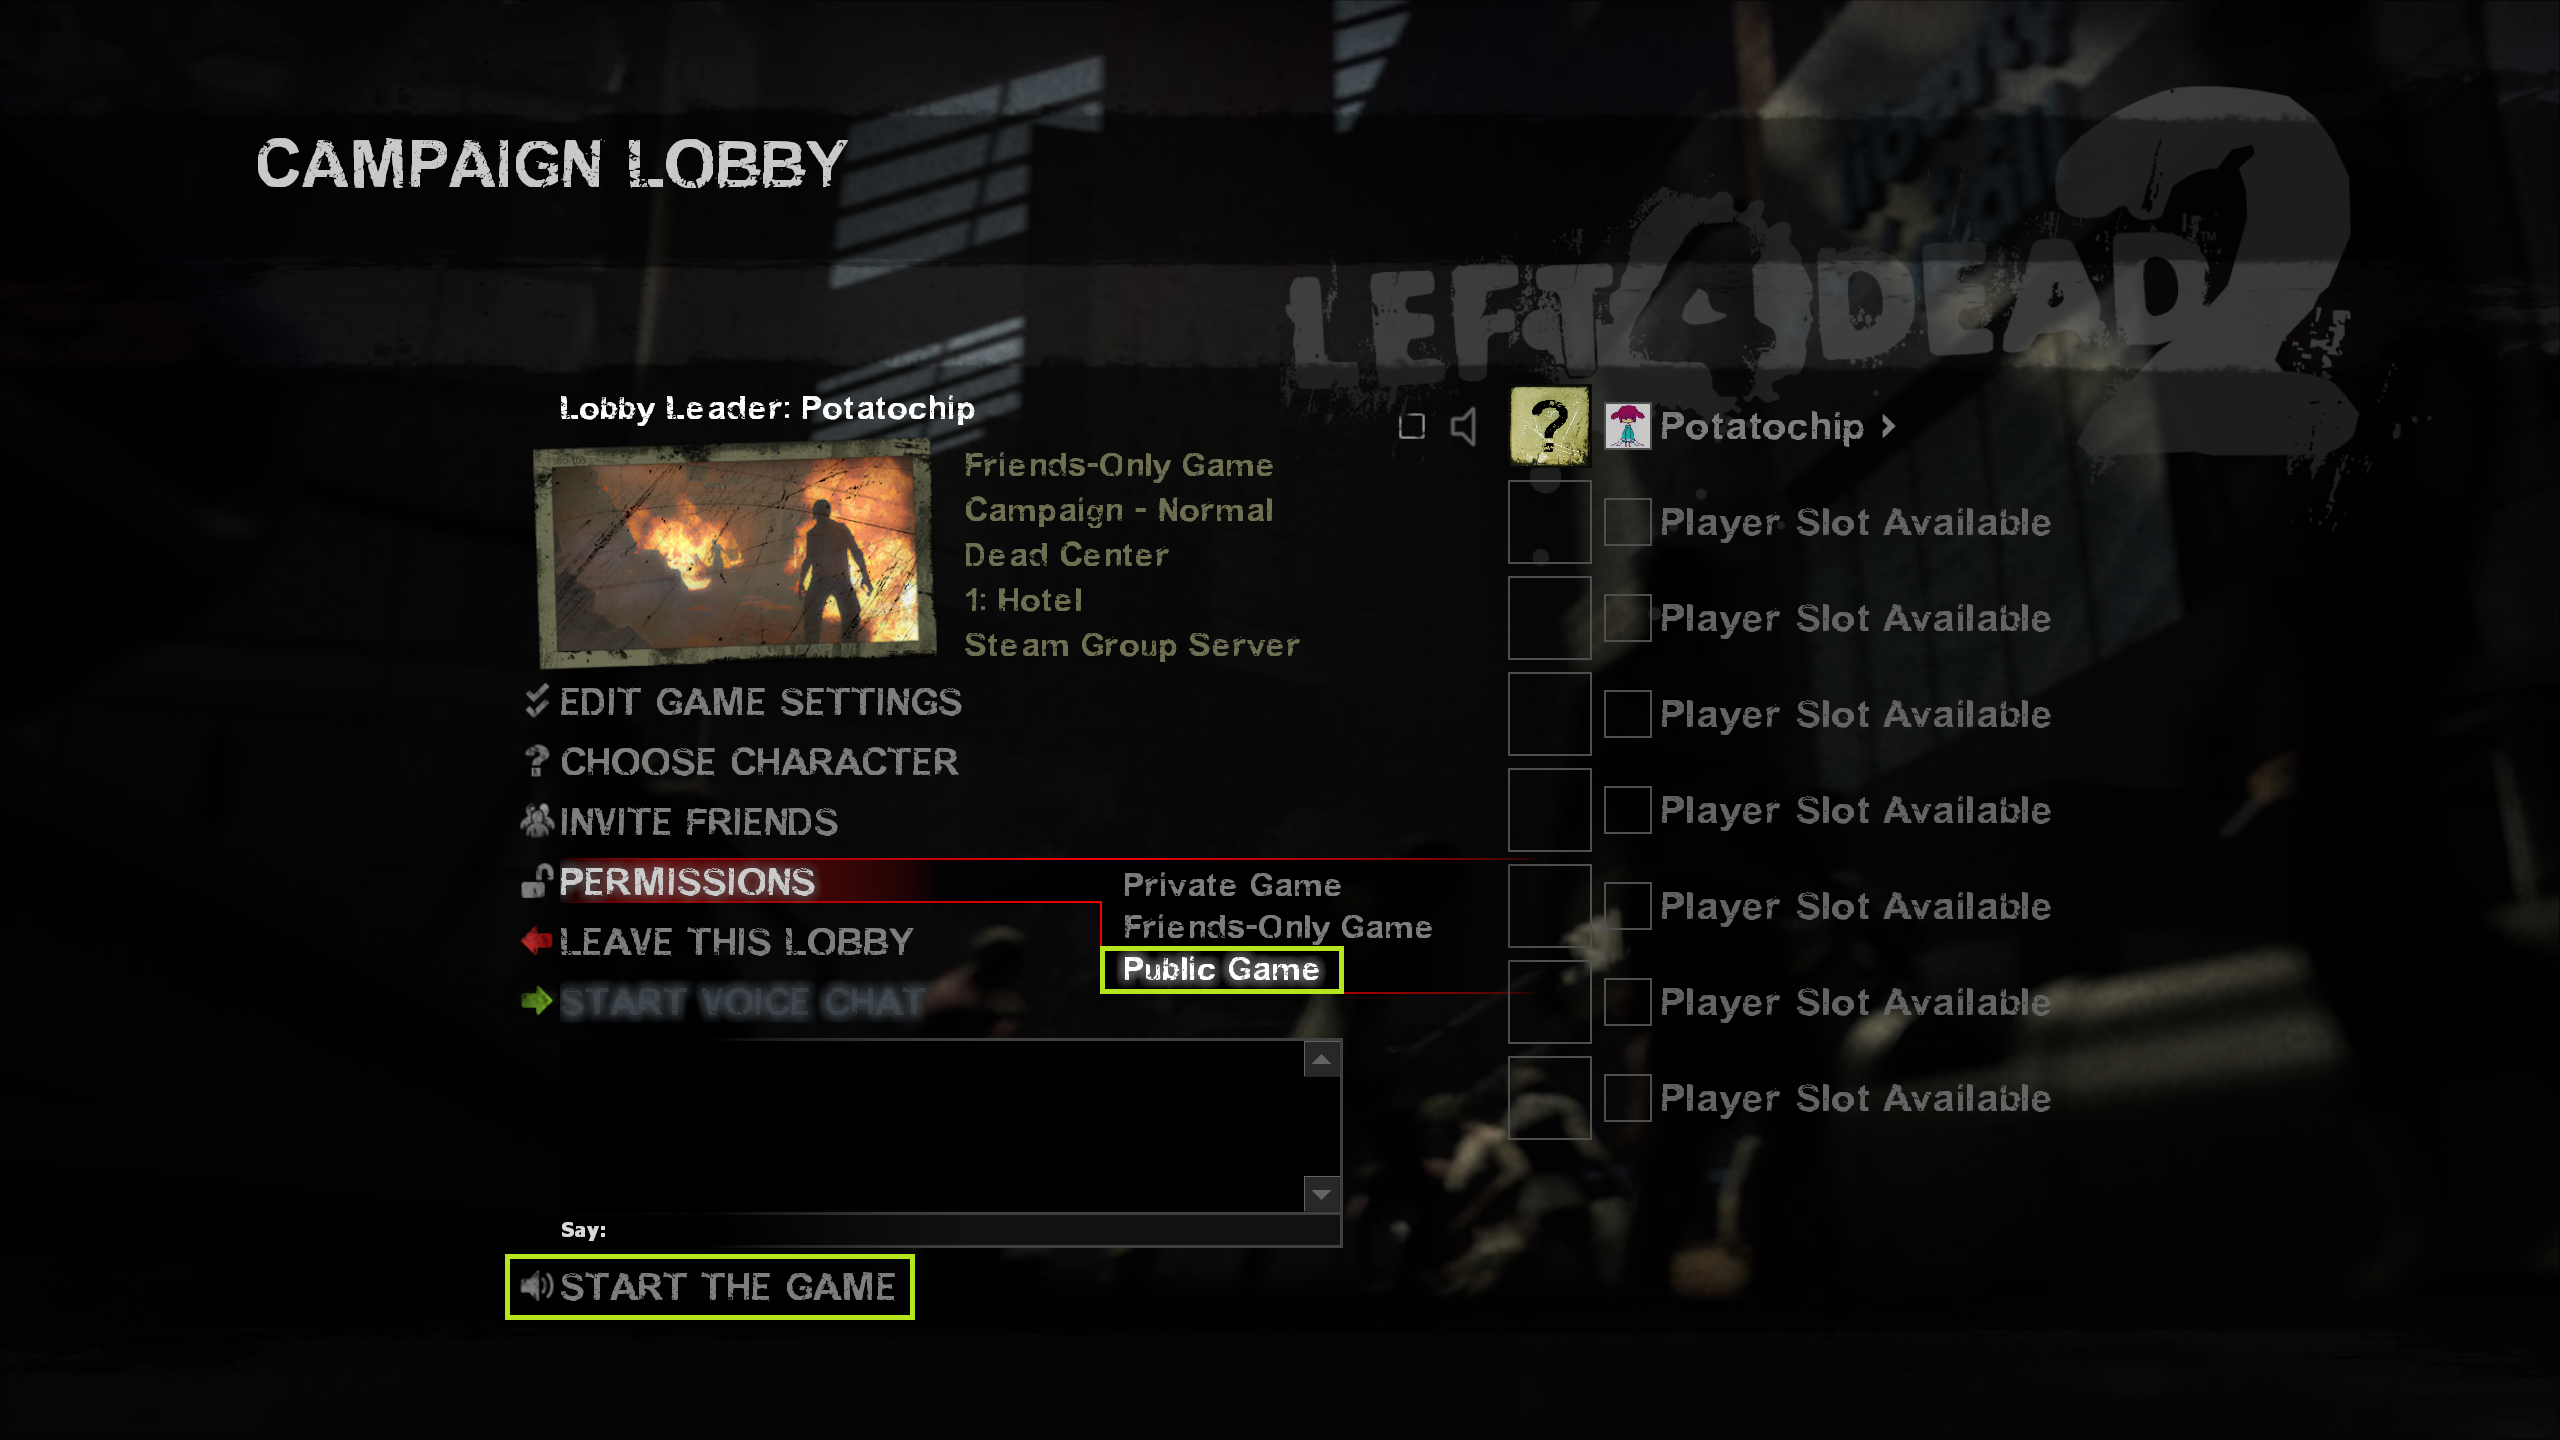 CAMPAIGN LOBBY
LEFT 4 DEAD 2
™
Lobby Leader: Potatochip
Friends-Only Game
Campaign - Normal
Dead Center
1: Hotel
Steam Group Server
EDIT GAME SETTINGS
? CHOOSE CHARACTER
INVITE FRIENDS
PERMISSIONS
Private Game
Friends-Only Game
Public Game
LEAVE THIS LOBBY
START VOICE CHAT
Say:
START THE GAME
? Potatochip >
Player Slot Available
Player Slot Available
Player Slot Available
Player Slot Available
Player Slot Available
Player Slot Available
Player Slot Available